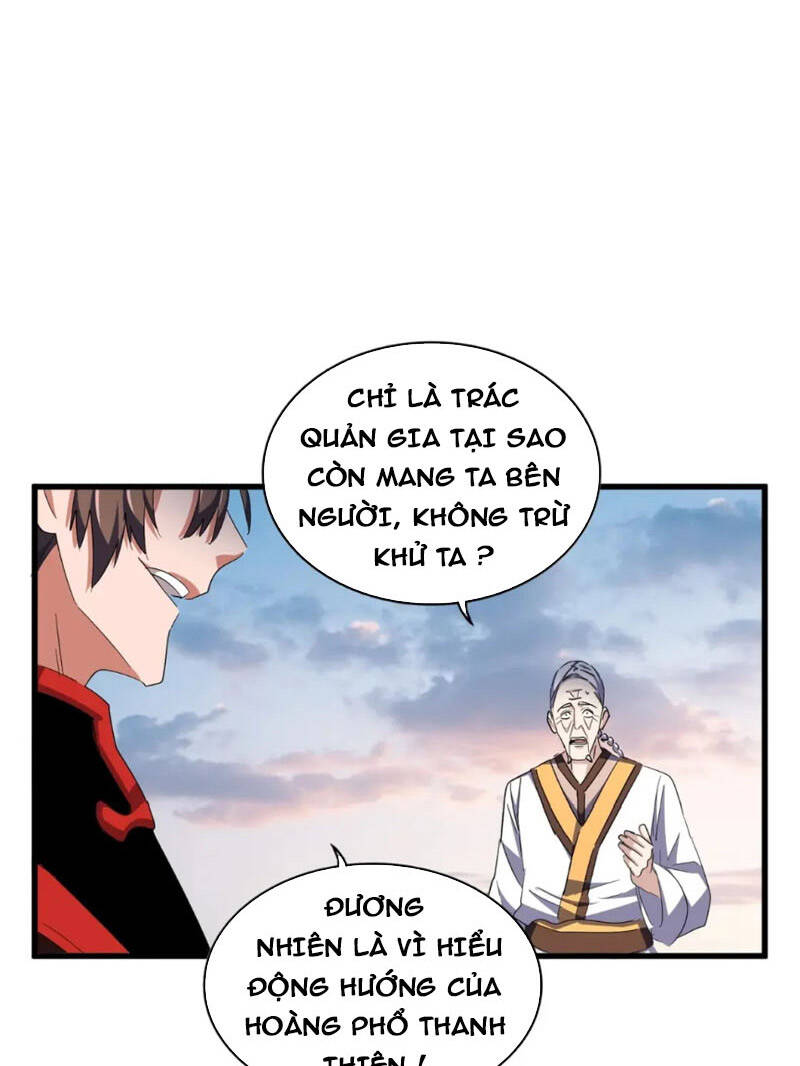 CHỈ LÀ TRÁC
QUẢN GIA TẠI SAO
CÒN MANG TA BÊN
NGƯỜI, KHÔNG TRỪ
KHỬ TA ?
ĐƯƠNG
NHIÊN LÀ VÌ HIỂU
ĐỘNG HƯỚNG CỦA
HOÀNG PHỔ THANH
THIÊN !